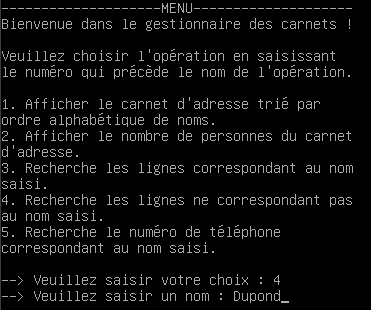 --------------------MENU--------------------
Bienvenue dans le gestionnaire des carnets !
Veuillez choisir l'opération en saisissant
le numéro qui précède le nom de l'opération.
1. Afficher le carnet d'adresse trié par
ordre alphabétique de noms.
2. Afficher le nombre de personnes du carnet
d'adresse.
3. Recherche les lignes correspondant au nom
saisi.
4. Recherche les lignes ne correspondant pas
au nom saisi.
5. Recherche le numéro de téléphone
correspondant au nom saisi.
--> Veuillez saisir votre choix : 4
--> Veuillez saisir un nom : Dupond_